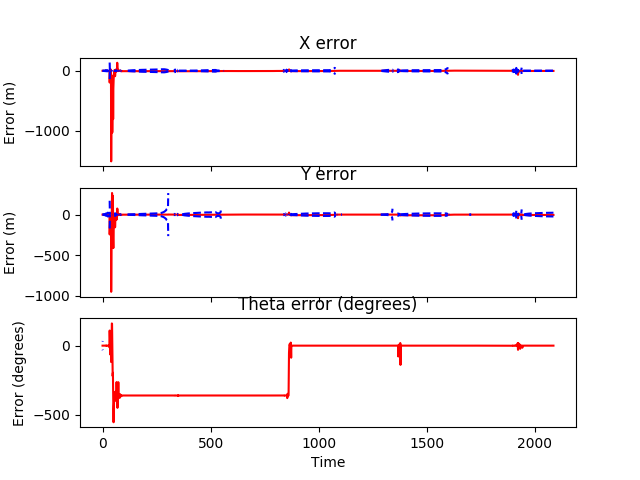 X error
Error (m)
0
−1000
Y error
Error (m)
0
−500
−1000
Theta error (degrees)
Error (degrees)
0
−500
0
500
1000
1500
2000
Time